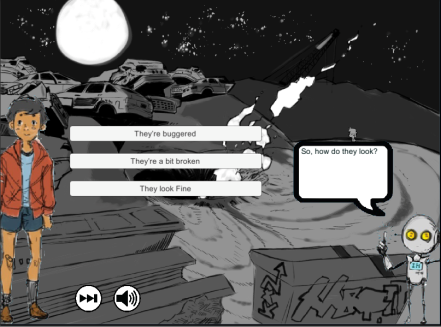 They're buggered
They're a bit broken
They look Fine
So, how do they look?